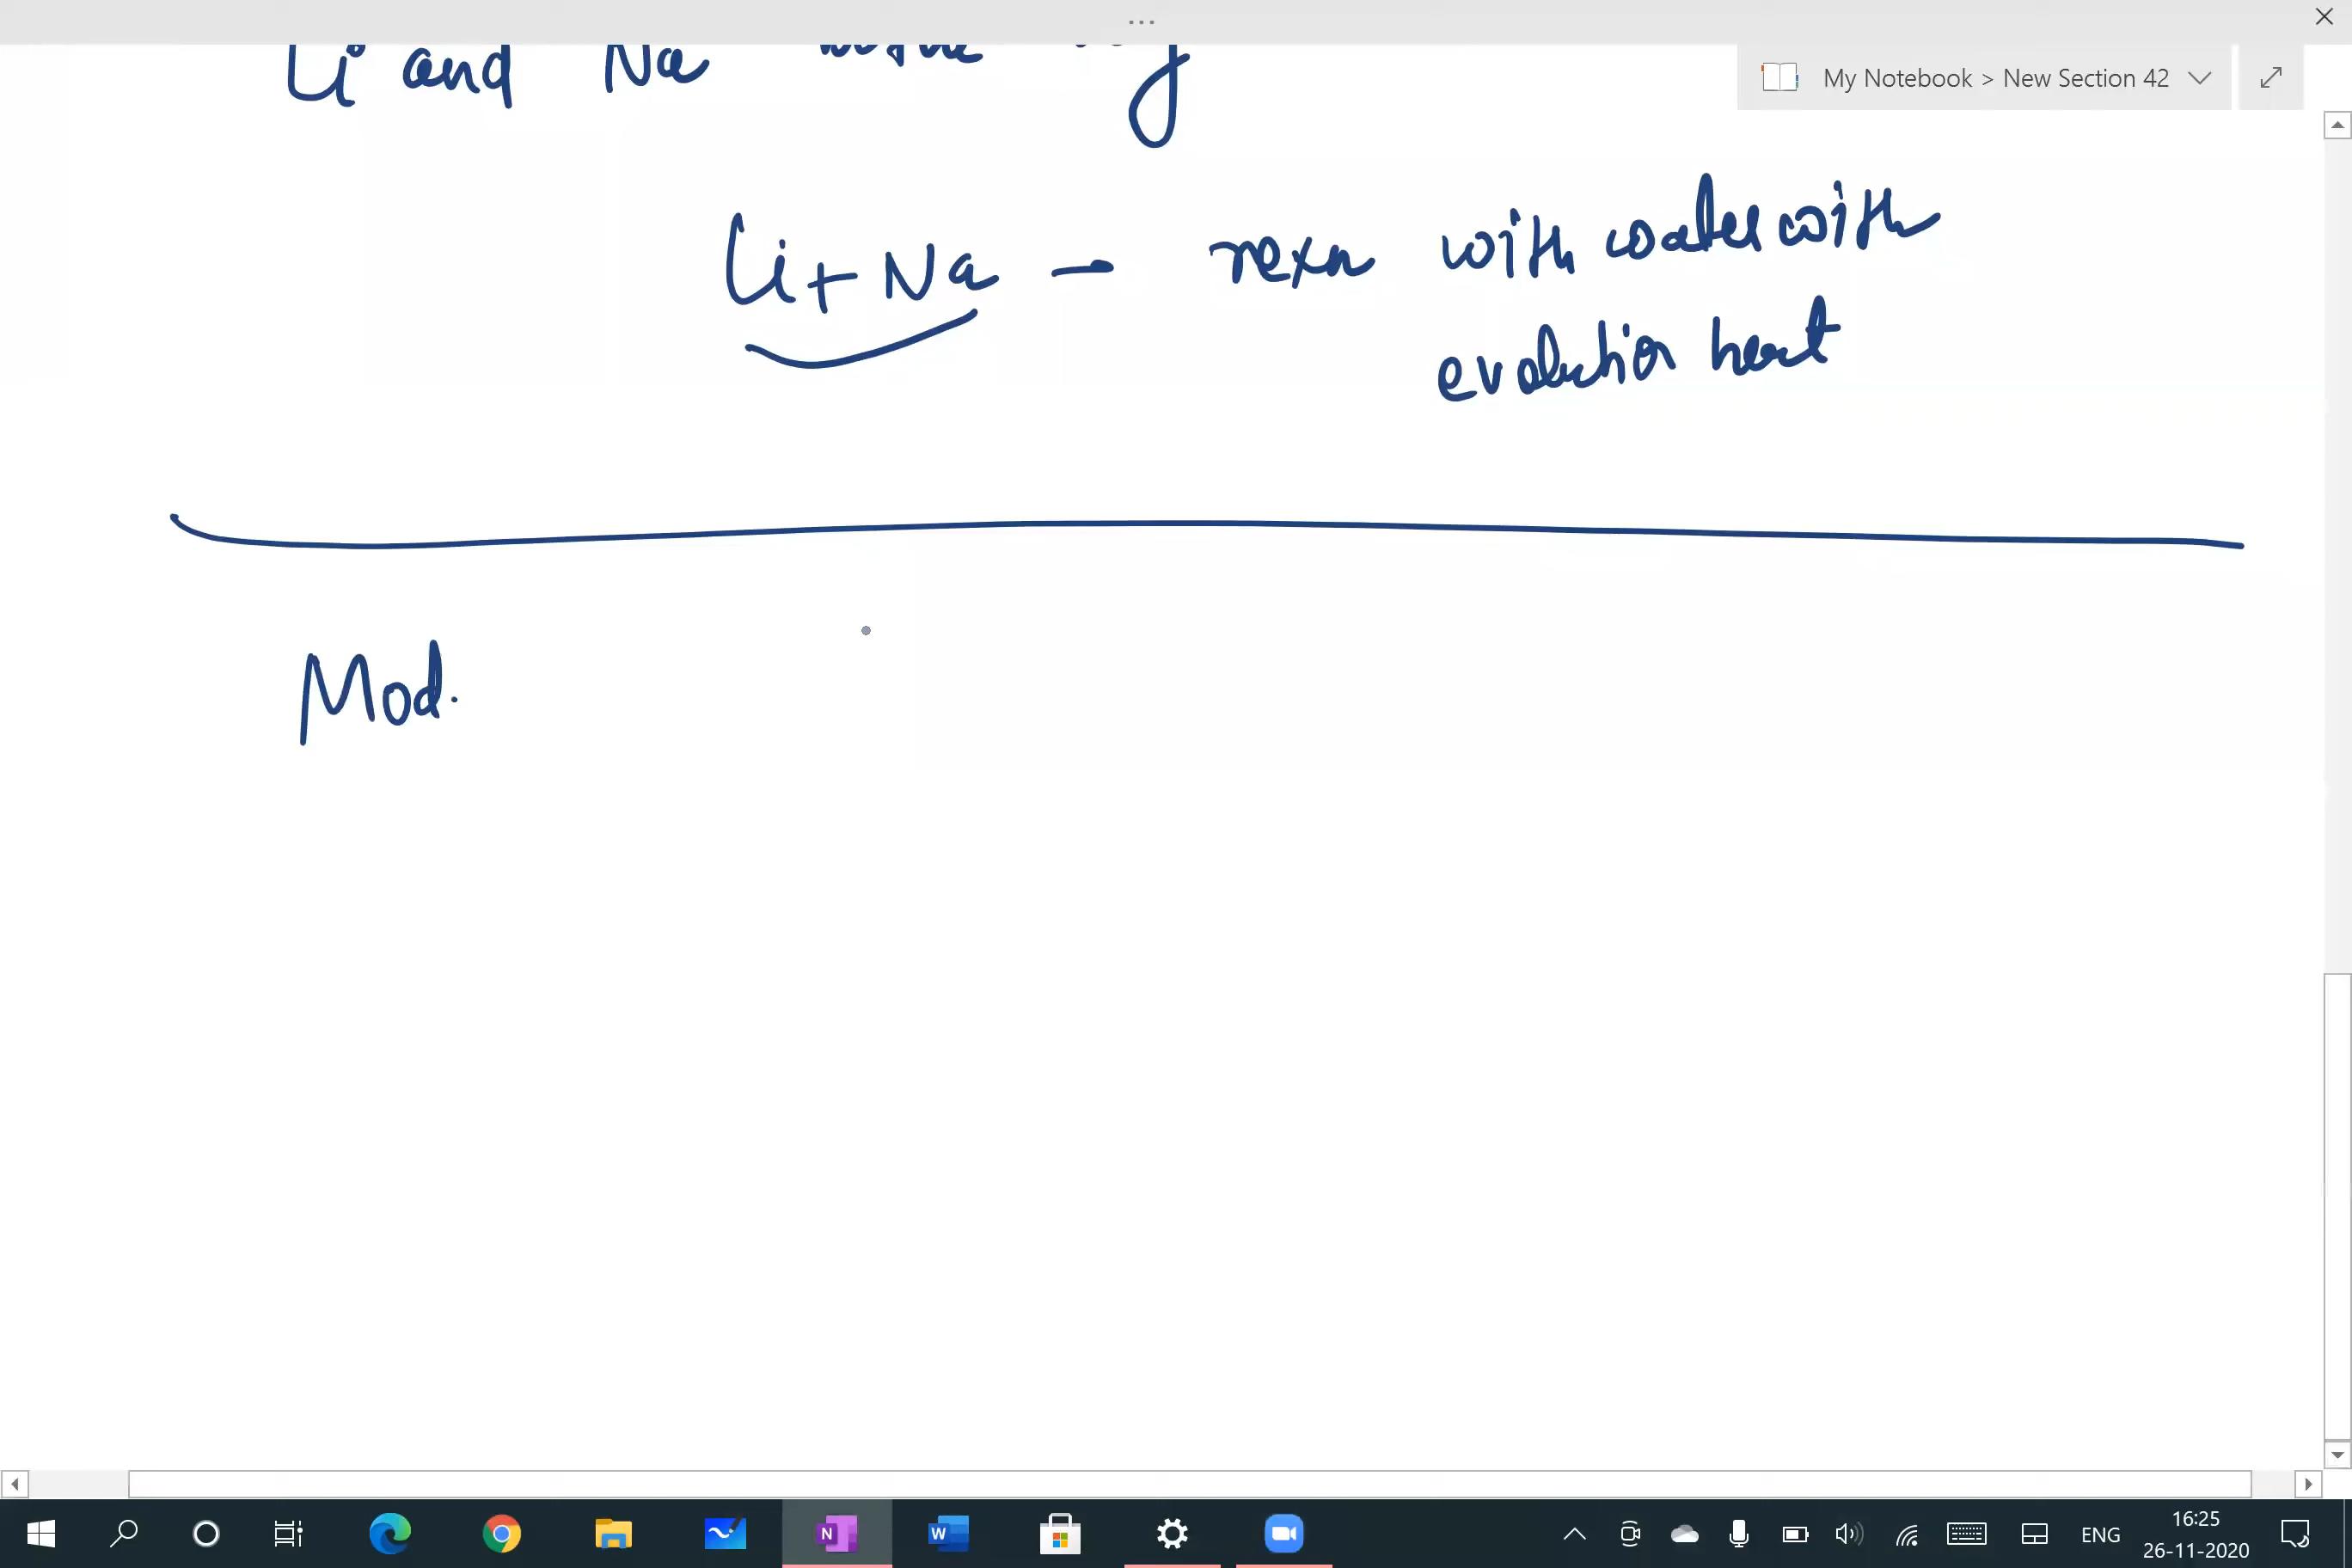 ...
My Notebook > New Section 42
Li and Na
Li + Na - rexn with water with
evolution heat
Mod.
N
W
ENG
16:25
26-11-2020